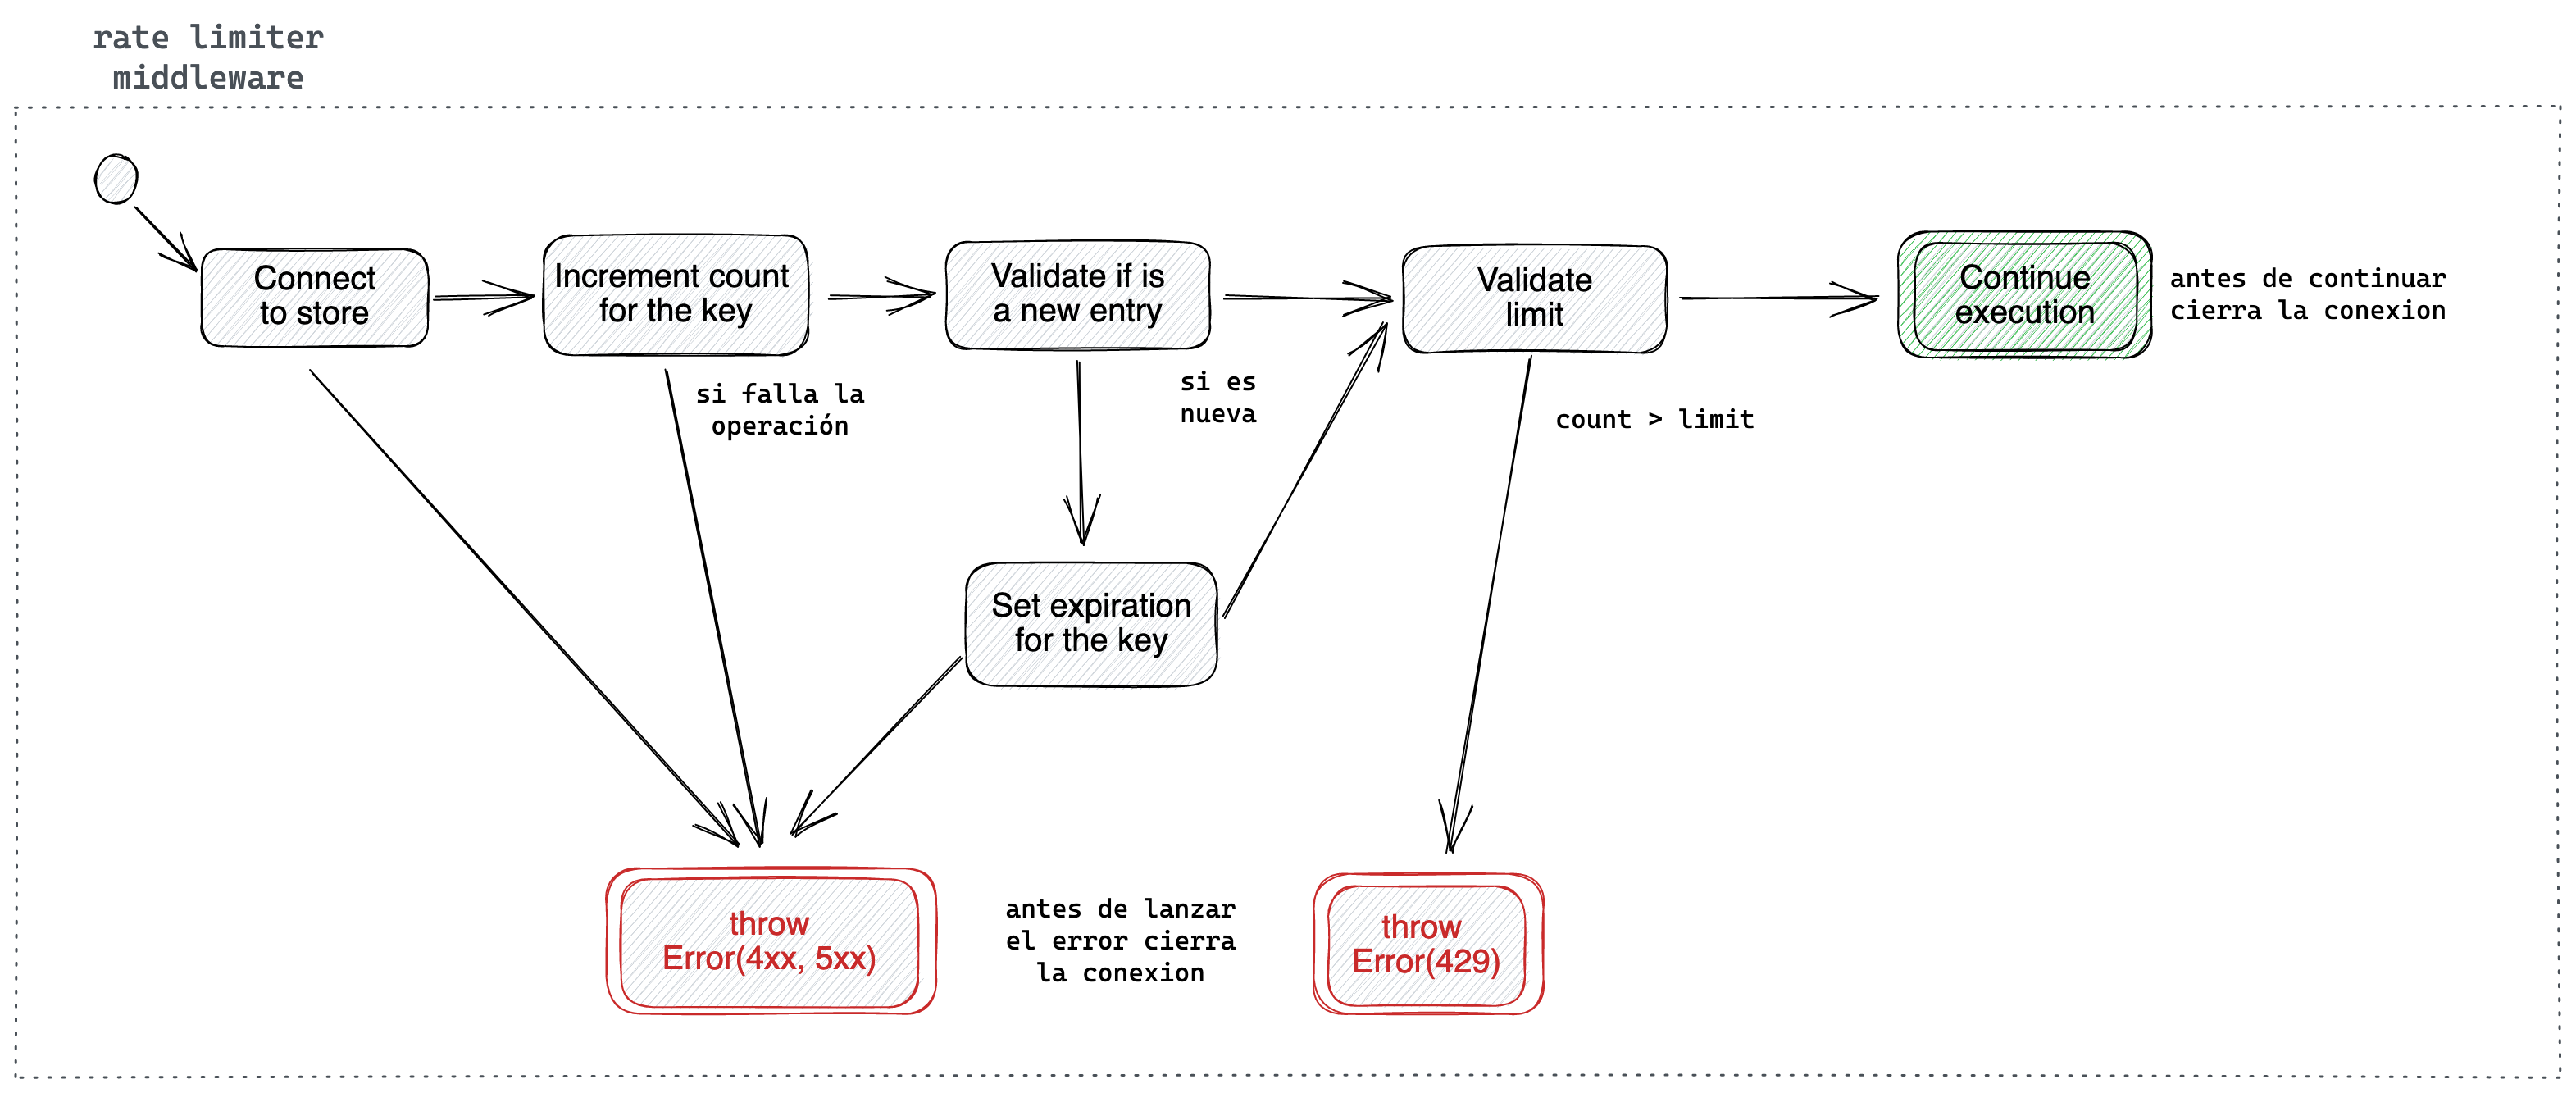 rate limiter
middleware
Connect
to store
Increment count
for the key
Validate if is
a new entry
Validate
limit
Continue
execution
antes de continuar
cierra la conexion
si falla la
operación
si es
nueva
count > limit
Set expiration
for the key
throw
Error(4xx, 5xx)
antes de lanzar
el error cierra
la conexion
throw
Error(429)